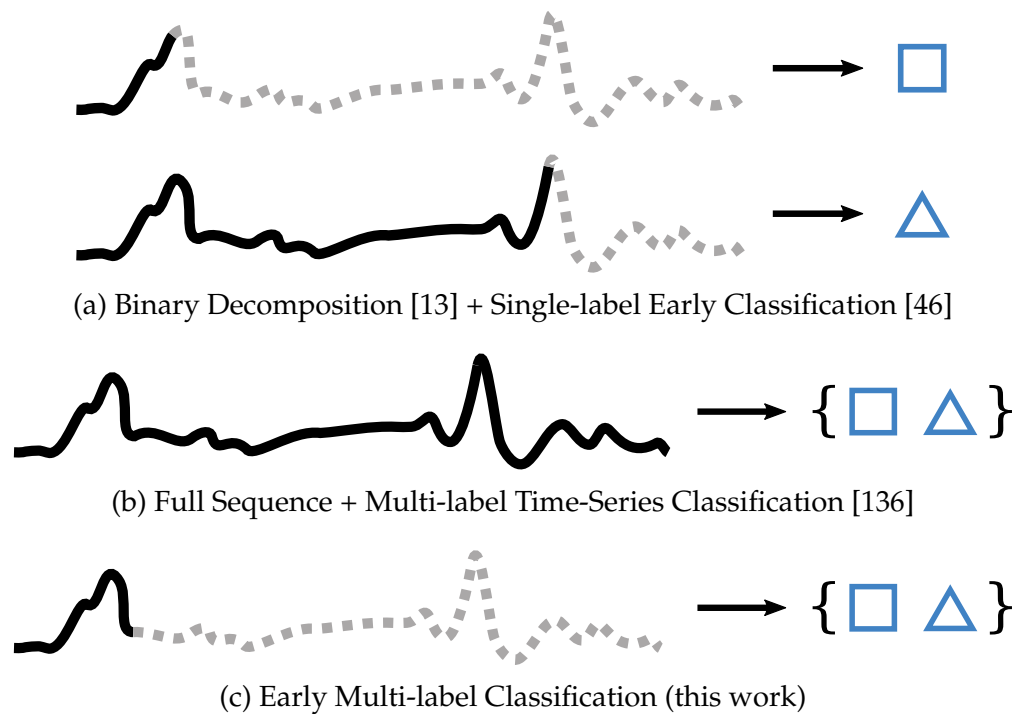 (a) Binary Decomposition [13] + Single-label Early Classification [46]
{ }
(b) Full Sequence + Multi-label Time-Series Classification [136]
{ }
(c) Early Multi-label Classification (this work)